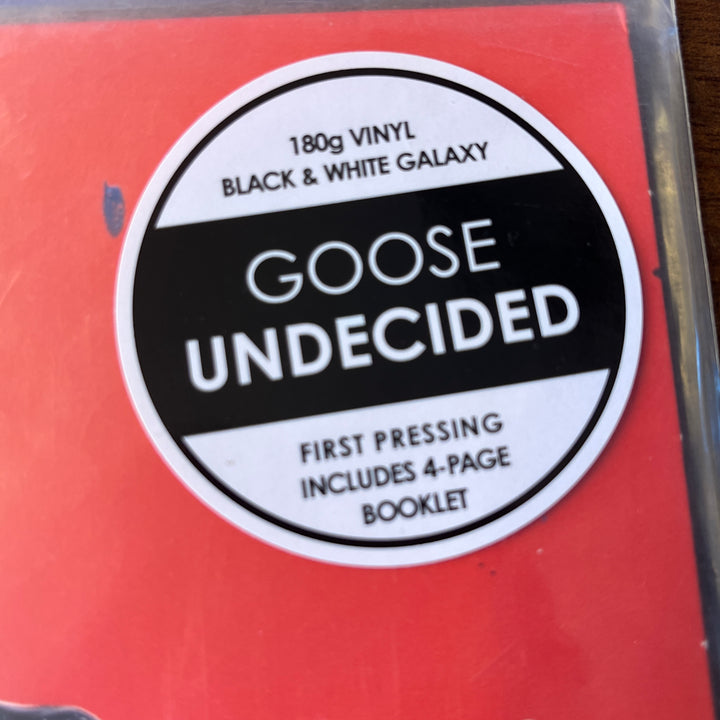 180g VINYL
BLACK & WHITE GALAXY
GOOSE
UNDECIDED
FIRST PRESSING
INCLUDES 4-PAGE
BOOKLET